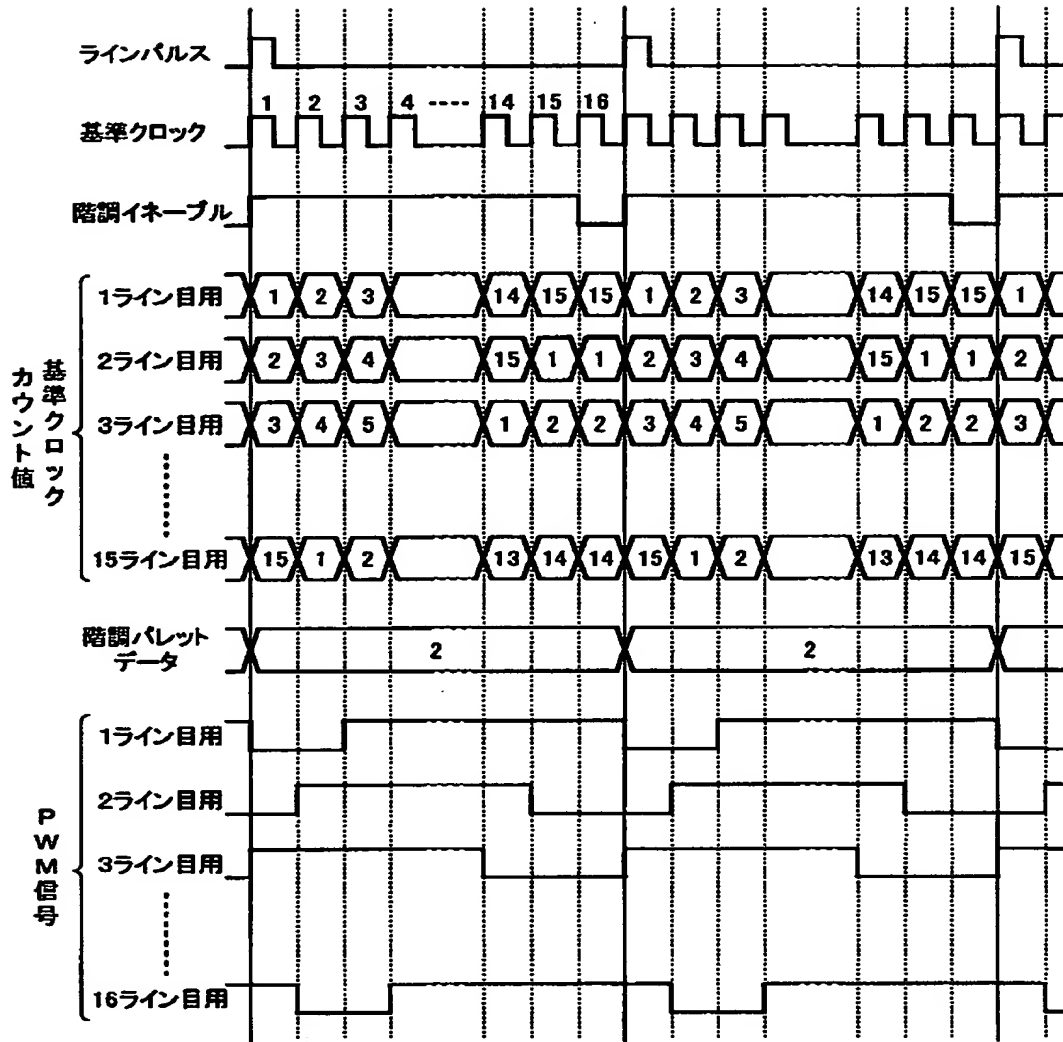 ラインパルス
1 2 3 4 ---- 14 15 16
基準クロック
階調イネーブル
基準クロック
カウント値
1ライン目用 1 2 3 14 15 15 1 2 3 14 15 15 1
2ライン目用 2 3 4 15 1 1 2 3 4 15 1 1 2
3ライン目用 3 4 5 1 2 2 3 4 5 1 2 2 3
15ライン目用 15 1 2 13 14 14 15 1 2 13 14 14 15
階調パレット
データ
2 2
PWM信号
1ライン目用
2ライン目用
3ライン目用
16ライン目用